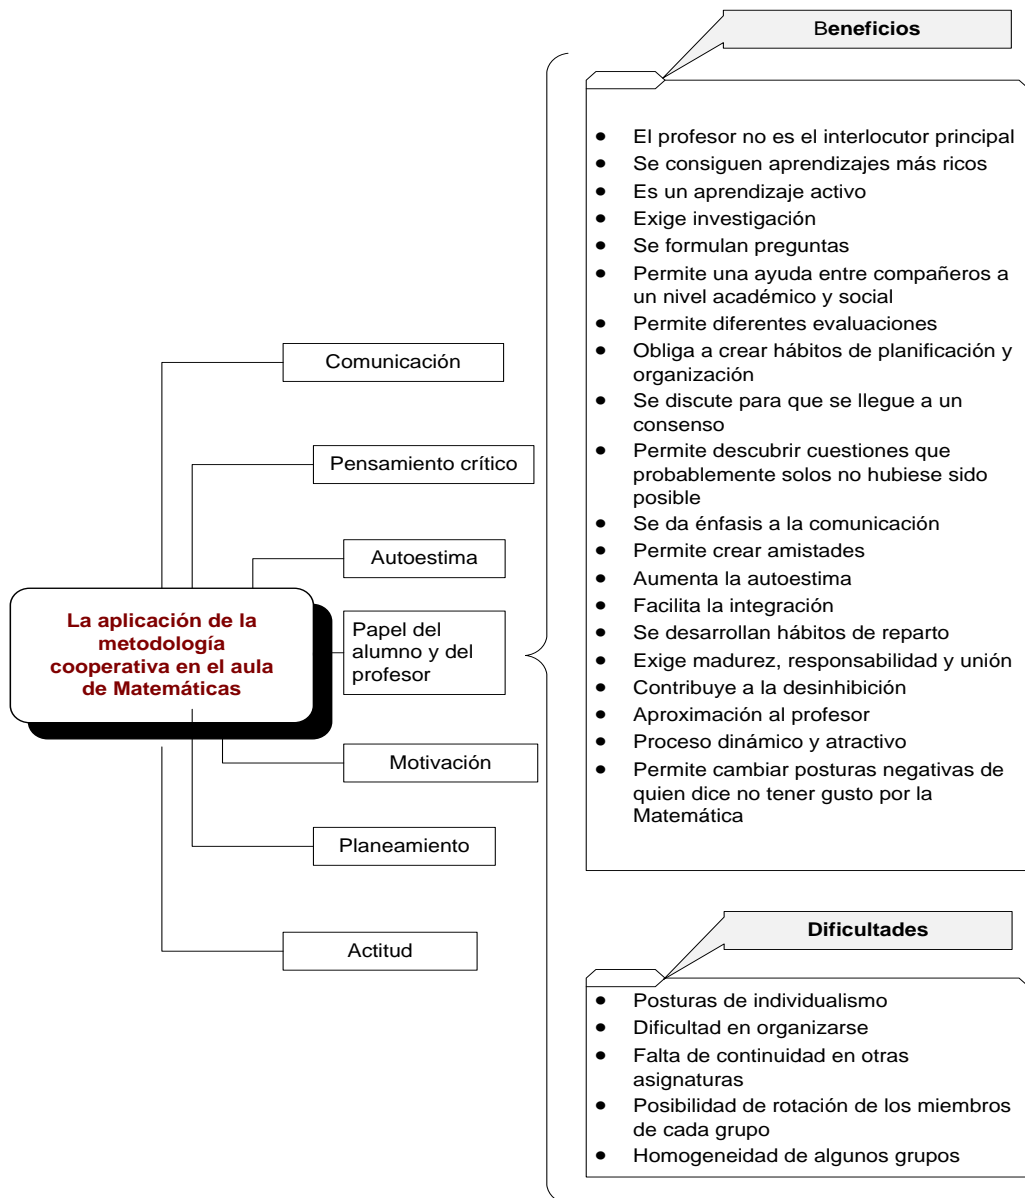 Comunicación
Pensamiento crítico
Autoestima
La aplicación de la
metodología
cooperativa en el aula
de Matemáticas
Papel del
alumno y del
profesor
Motivación
Planeamiento
Actitud
Beneficios
• El profesor no es el interlocutor principal
• Se consiguen aprendizajes más ricos
• Es un aprendizaje activo
• Exige investigación
• Se formulan preguntas
• Permite una ayuda entre compañeros a
un nivel académico y social
• Permite diferentes evaluaciones
• Obliga a crear hábitos de planificación y
organización
• Se discute para que se llegue a un
consenso
• Permite descubrir cuestiones que
probablemente solos no hubiese sido
posible
• Se da énfasis a la comunicación
• Permite crear amistades
• Aumenta la autoestima
• Facilita la integración
• Se desarrollan hábitos de reparto
• Exige madurez, responsabilidad y unión
• Contribuye a la desinhibición
• Aproximación al profesor
• Proceso dinámico y atractivo
• Permite cambiar posturas negativas de
quien dice no tener gusto por la
Matemática
Dificultades
• Posturas de individualismo
• Dificultad en organizarse
• Falta de continuidad en otras
asignaturas
• Posibilidad de rotación de los miembros
de cada grupo
• Homogeneidad de algunos grupos